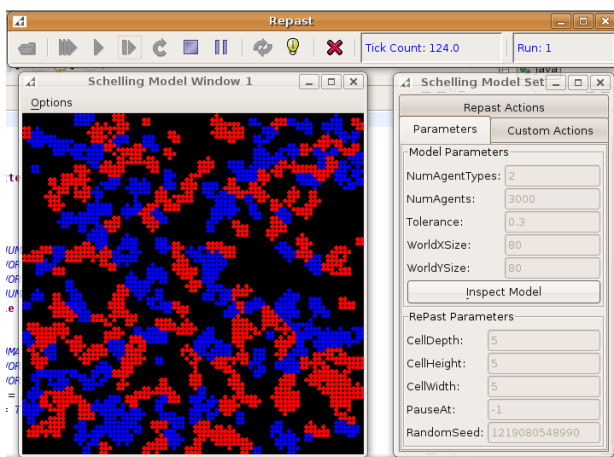 Repast
Tick Count: 124.0
Run: 1
Schelling Model Window 1
Options
Schelling Model Set
Repast Actions
Parameters
Custom Actions
Model Parameters
NumAgentTypes: 2
NumAgents: 3000
Tolerance: 0.3
WorldXSize: 80
WorldYSize: 80
Inspect Model
RePast Parameters
CellDepth: 5
CellHeight: 5
CellWidth: 5
PauseAt: -1
RandomSeed: 1219080548990